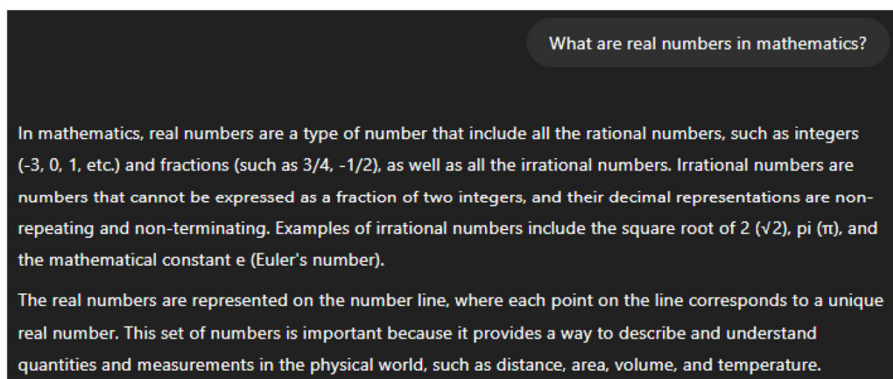 What are real numbers in mathematics?
In mathematics, real numbers are a type of number that include all the rational numbers, such as integers
(-3, 0, 1, etc.) and fractions (such as 3/4, -1/2), as well as all the irrational numbers. Irrational numbers are
numbers that cannot be expressed as a fraction of two integers, and their decimal representations are non-
repeating and non-terminating. Examples of irrational numbers include the square root of 2 (√2), pi (π), and
the mathematical constant e (Euler's number).
The real numbers are represented on the number line, where each point on the line corresponds to a unique
real number. This set of numbers is important because it provides a way to describe and understand
quantities and measurements in the physical world, such as distance, area, volume, and temperature.